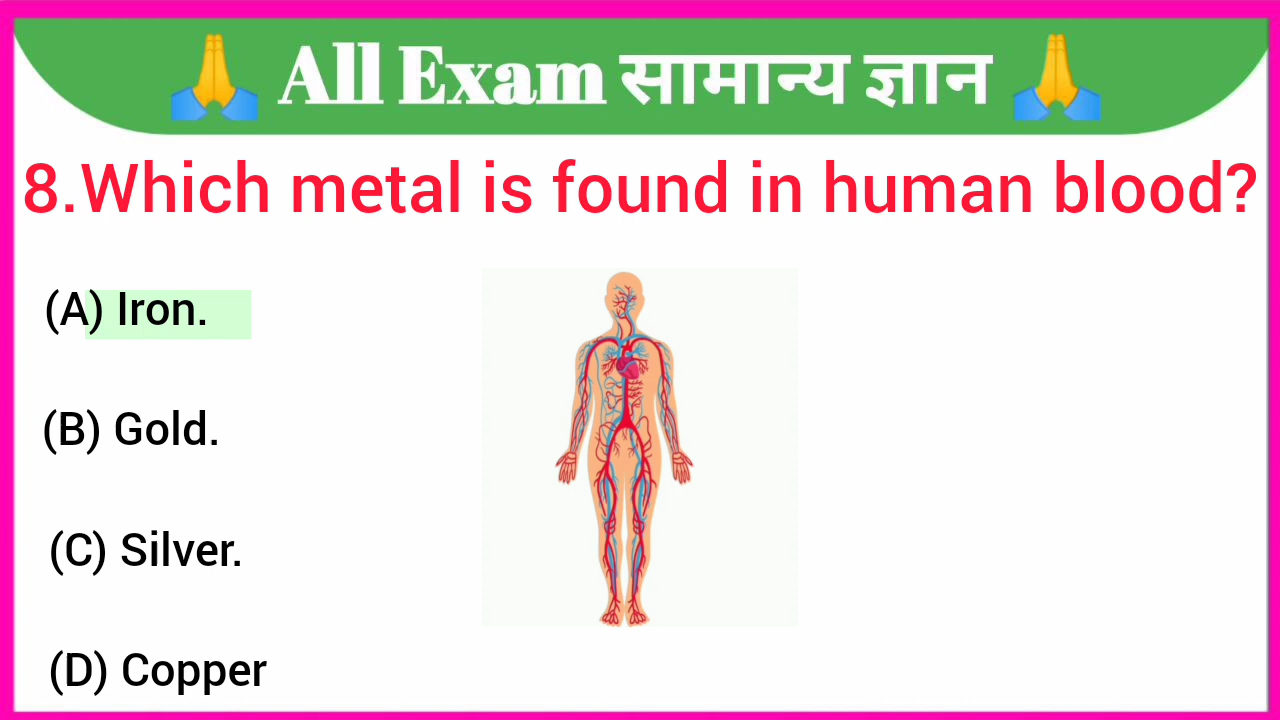 All Exam सामान्य ज्ञान
8.Which metal is found in human blood?
(A) Iron.
(B) Gold.
(C) Silver.
(D) Copper